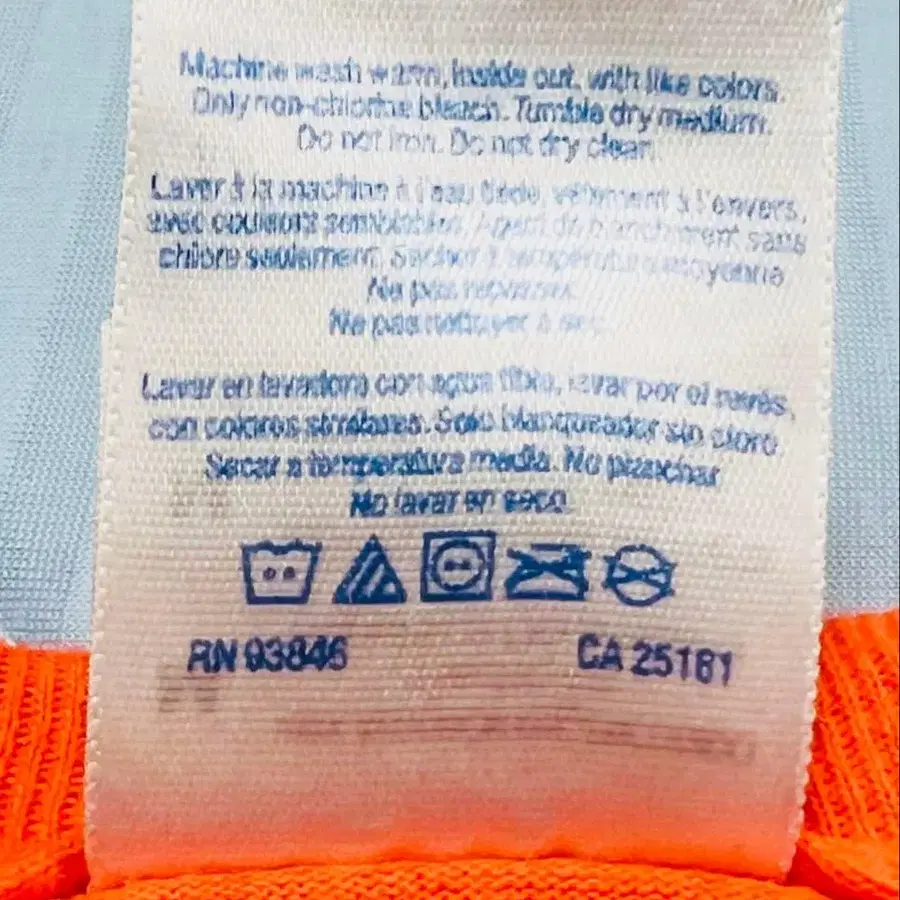 Machine wash warm, inside out, with like colors.
Only non-chlorine bleach. Tumble dry medium.
Do not iron. Do not dry clean.
Laver à la machine à l'eau tiède, vêtement à l'envers,
avec couleurs semblables. Agent de blanchiment sans
chlore seulement. Sécher à température moyenne
Ne pas repasser.
Ne pas nettoyer à sec.
Lavar en lavadora con agua tibia, lavar por el revés,
con colores similares. Solo blanqueador sin cloro
Secar a temperatura media. No planchar
No lavar en seco
RN 93846
CA 25181